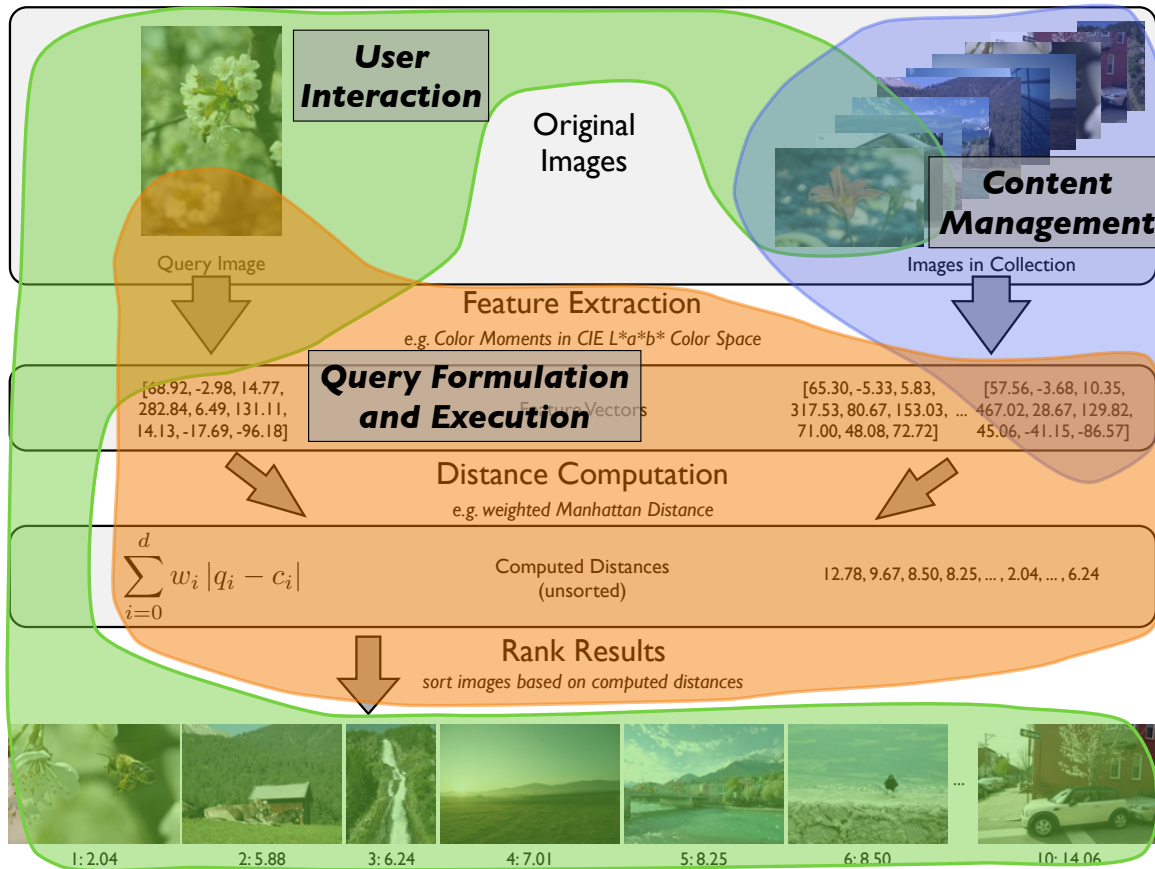 User
Interaction
Original
Images
Content
Management
Query Image
Images in Collection
Feature Extraction
e.g. Color Moments in CIE L*a*b* Color Space
[68.92, -2.98, 14.77,
282.84, 6.49, 131.11,
14.13, -17.69, -96.18]
Query Formulation
and Execution
Feature Vectors
[65.30, -5.33, 5.83,
317.53, 80.67, 153.03,
71.00, 48.08, 72.72]
...
[57.56, -3.68, 10.35,
467.02, 28.67, 129.82,
45.06, -41.15, -86.57]
Distance Computation
e.g. weighted Manhattan Distance
d
∑ w_i |q_i − c_i|
i=0
Computed Distances
(unsorted)
12.78, 9.67, 8.50, 8.25, ... , 2.04, ... , 6.24
Rank Results
sort images based on computed distances
...
1: 2.04
2: 5.88
3: 6.24
4: 7.01
5: 8.25
6: 8.50
10: 14.06